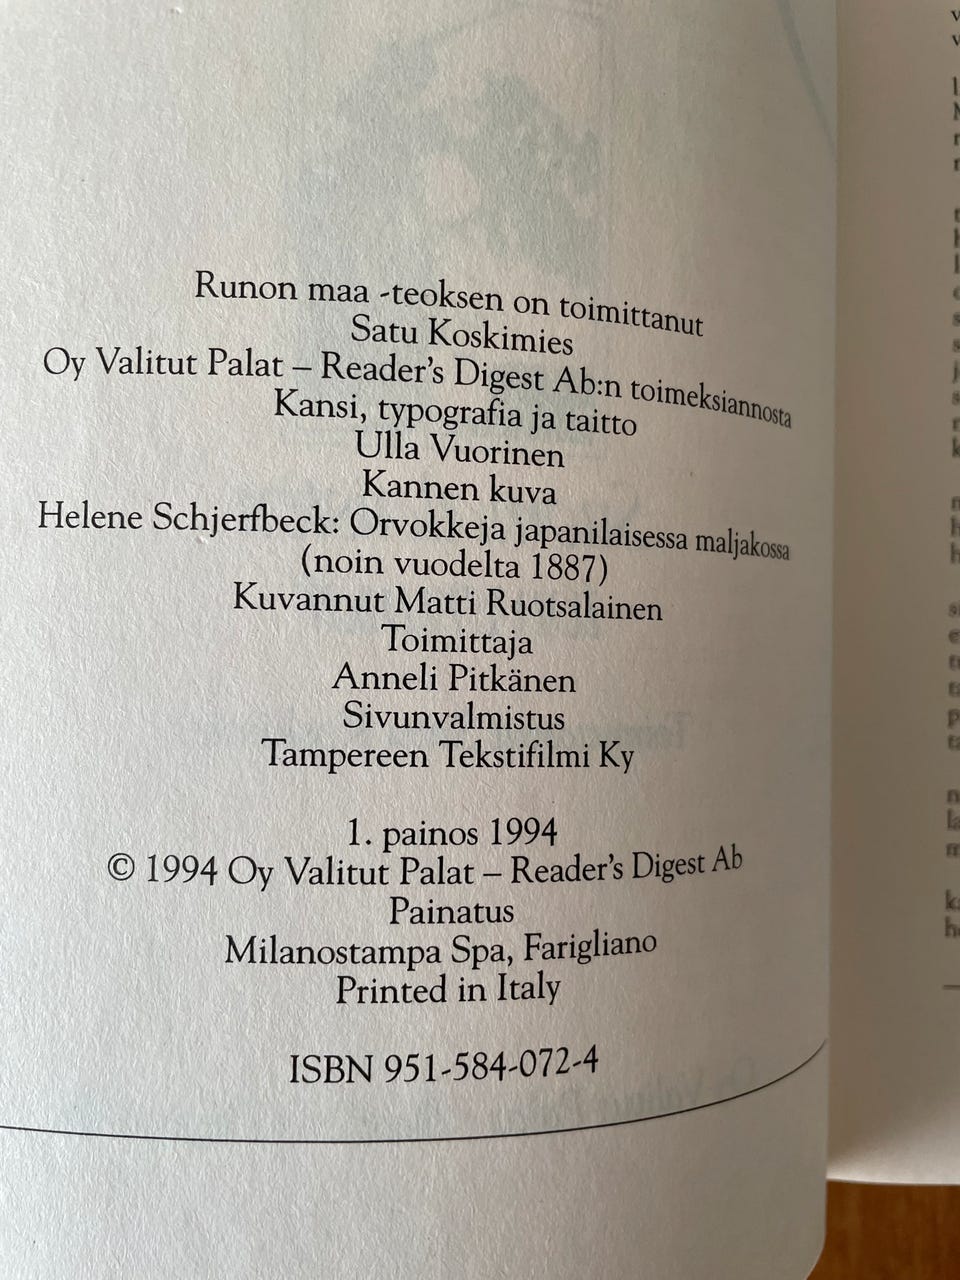 Runon maa -teoksen on toimittanut
Satu Koskimies
Oy Valitut Palat – Reader's Digest Ab:n toimeksiannosta
Kansi, typografia ja taitto
Ulla Vuorinen
Kannen kuva
Helene Schjerfbeck: Orvokkeja japanilaisessa maljakossa
(noin vuodelta 1887)
Kuvannut Matti Ruotsalainen
Toimittaja
Anneli Pitkänen
Sivunvalmistus
Tampereen Tekstifilmi Ky
1. painos 1994
© 1994 Oy Valitut Palat – Reader's Digest Ab
Painatus
Milanostampa Spa, Farigliano
Printed in Italy
ISBN 951-584-072-4